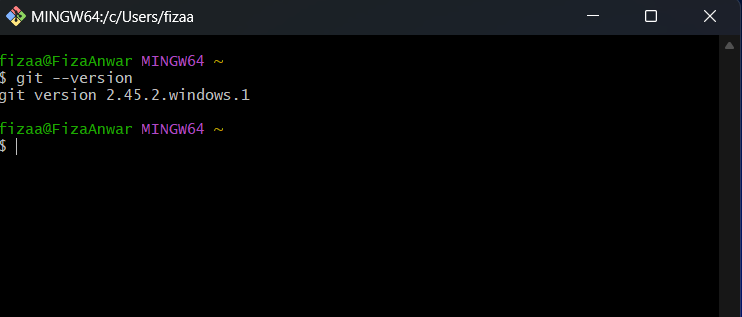 MINGW64:/c/Users/fizaa
fizaa@FizaAnwar MINGW64 ~
$ git --version
git version 2.45.2.windows.1
fizaa@FizaAnwar MINGW64 ~
$